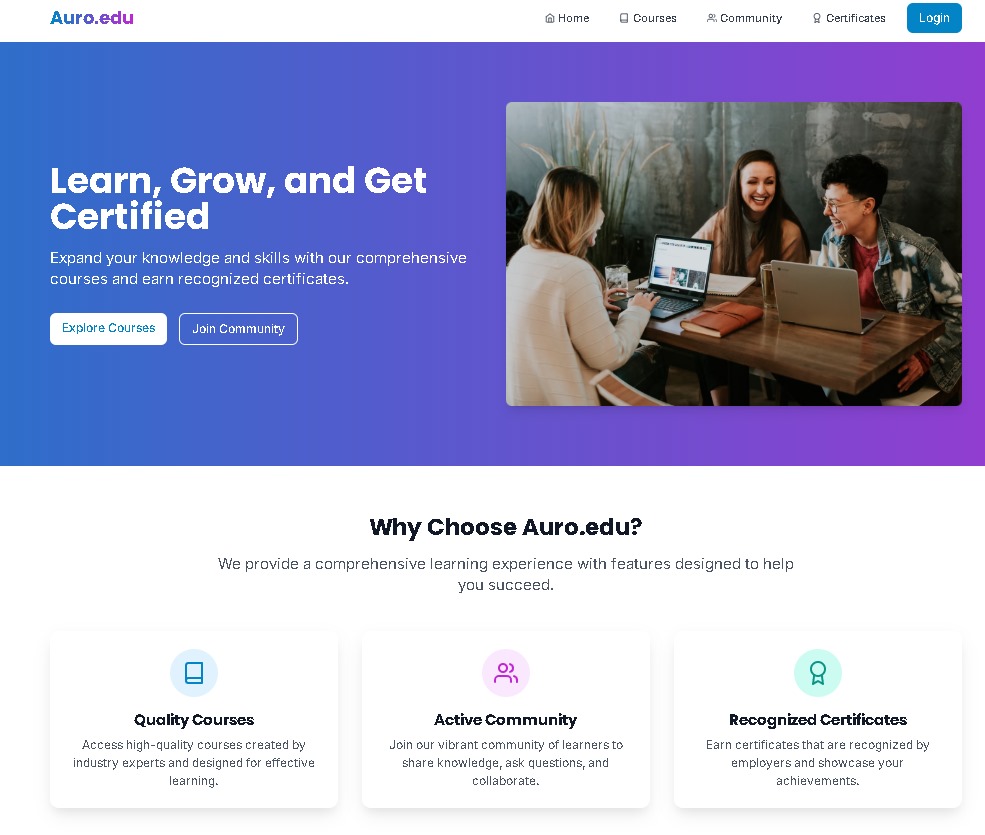 Auro.edu
Home
Courses
Community
Certificates
Login
Learn, Grow, and Get
Certified
Expand your knowledge and skills with our comprehensive
courses and earn recognized certificates.
Explore Courses
Join Community
Why Choose Auro.edu?
We provide a comprehensive learning experience with features designed to help
you succeed.
Quality Courses
Access high-quality courses created by
industry experts and designed for effective
learning.
Active Community
Join our vibrant community of learners to
share knowledge, ask questions, and
collaborate.
Recognized Certificates
Earn certificates that are recognized by
employers and showcase your
achievements.